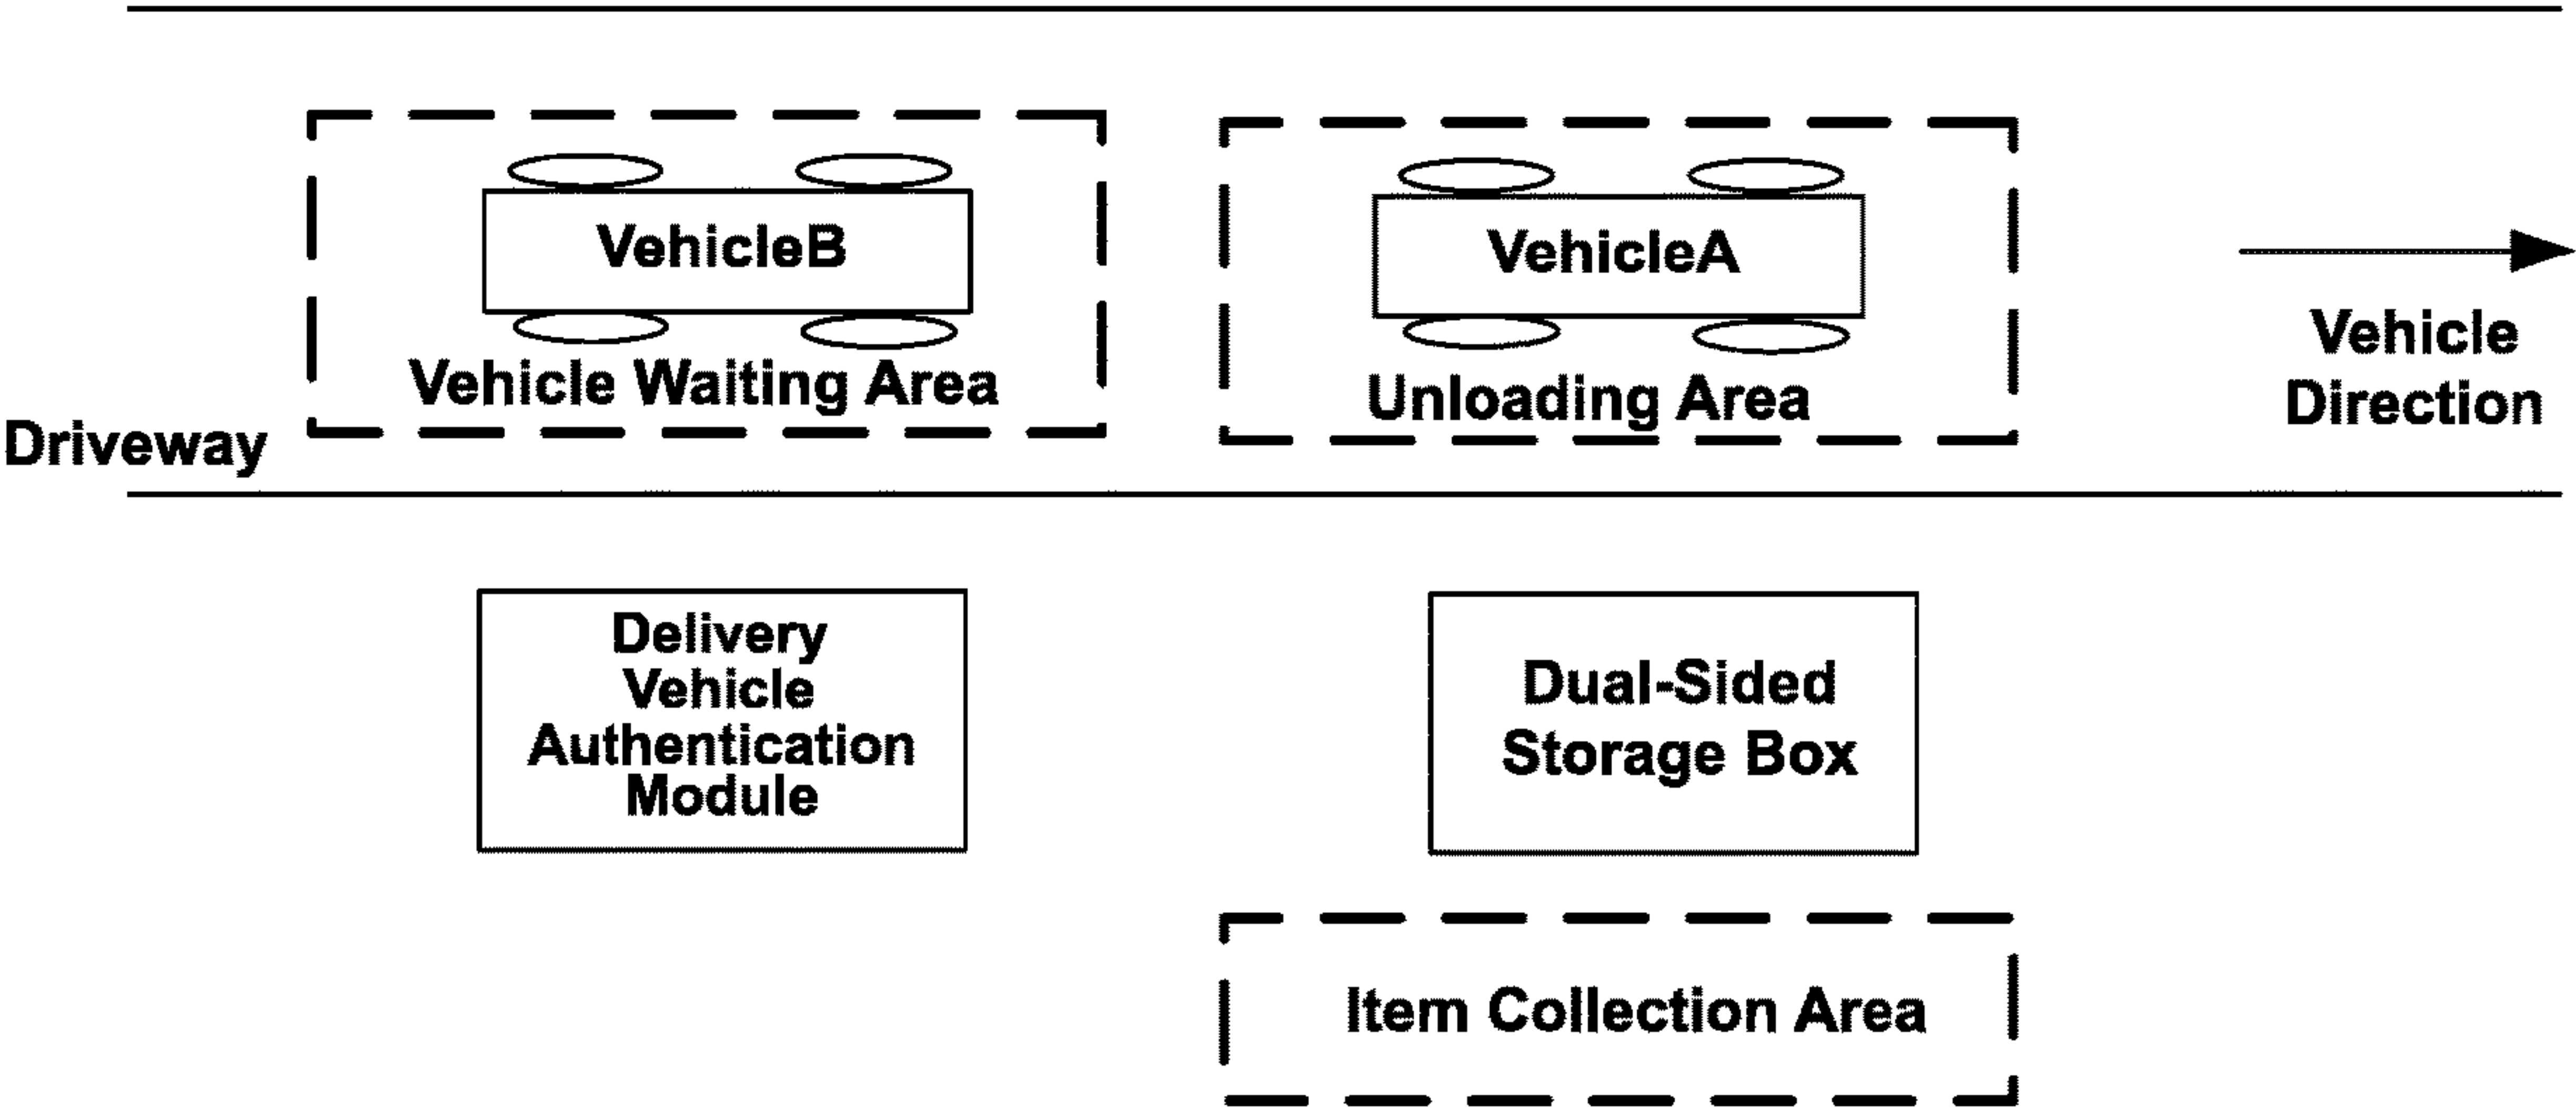 VehicleB
Vehicle Waiting Area
VehicleA
Unloading Area
Vehicle
Direction
Driveway
Delivery
Vehicle
Authentication
Module
Dual-Sided
Storage Box
Item Collection Area